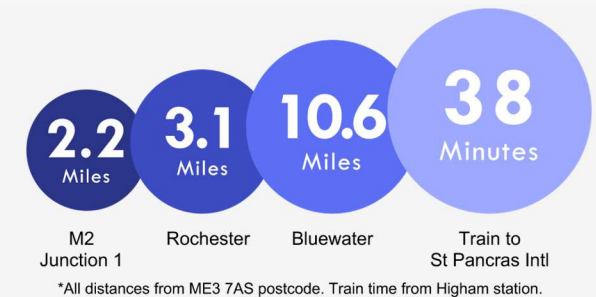 2.2
Miles
3.1
Miles
10.6
Miles
38
Minutes
M2
Junction 1
Rochester
Bluewater
Train to
St Pancras Intl
*All distances from ME3 7AS postcode. Train time from Higham station.